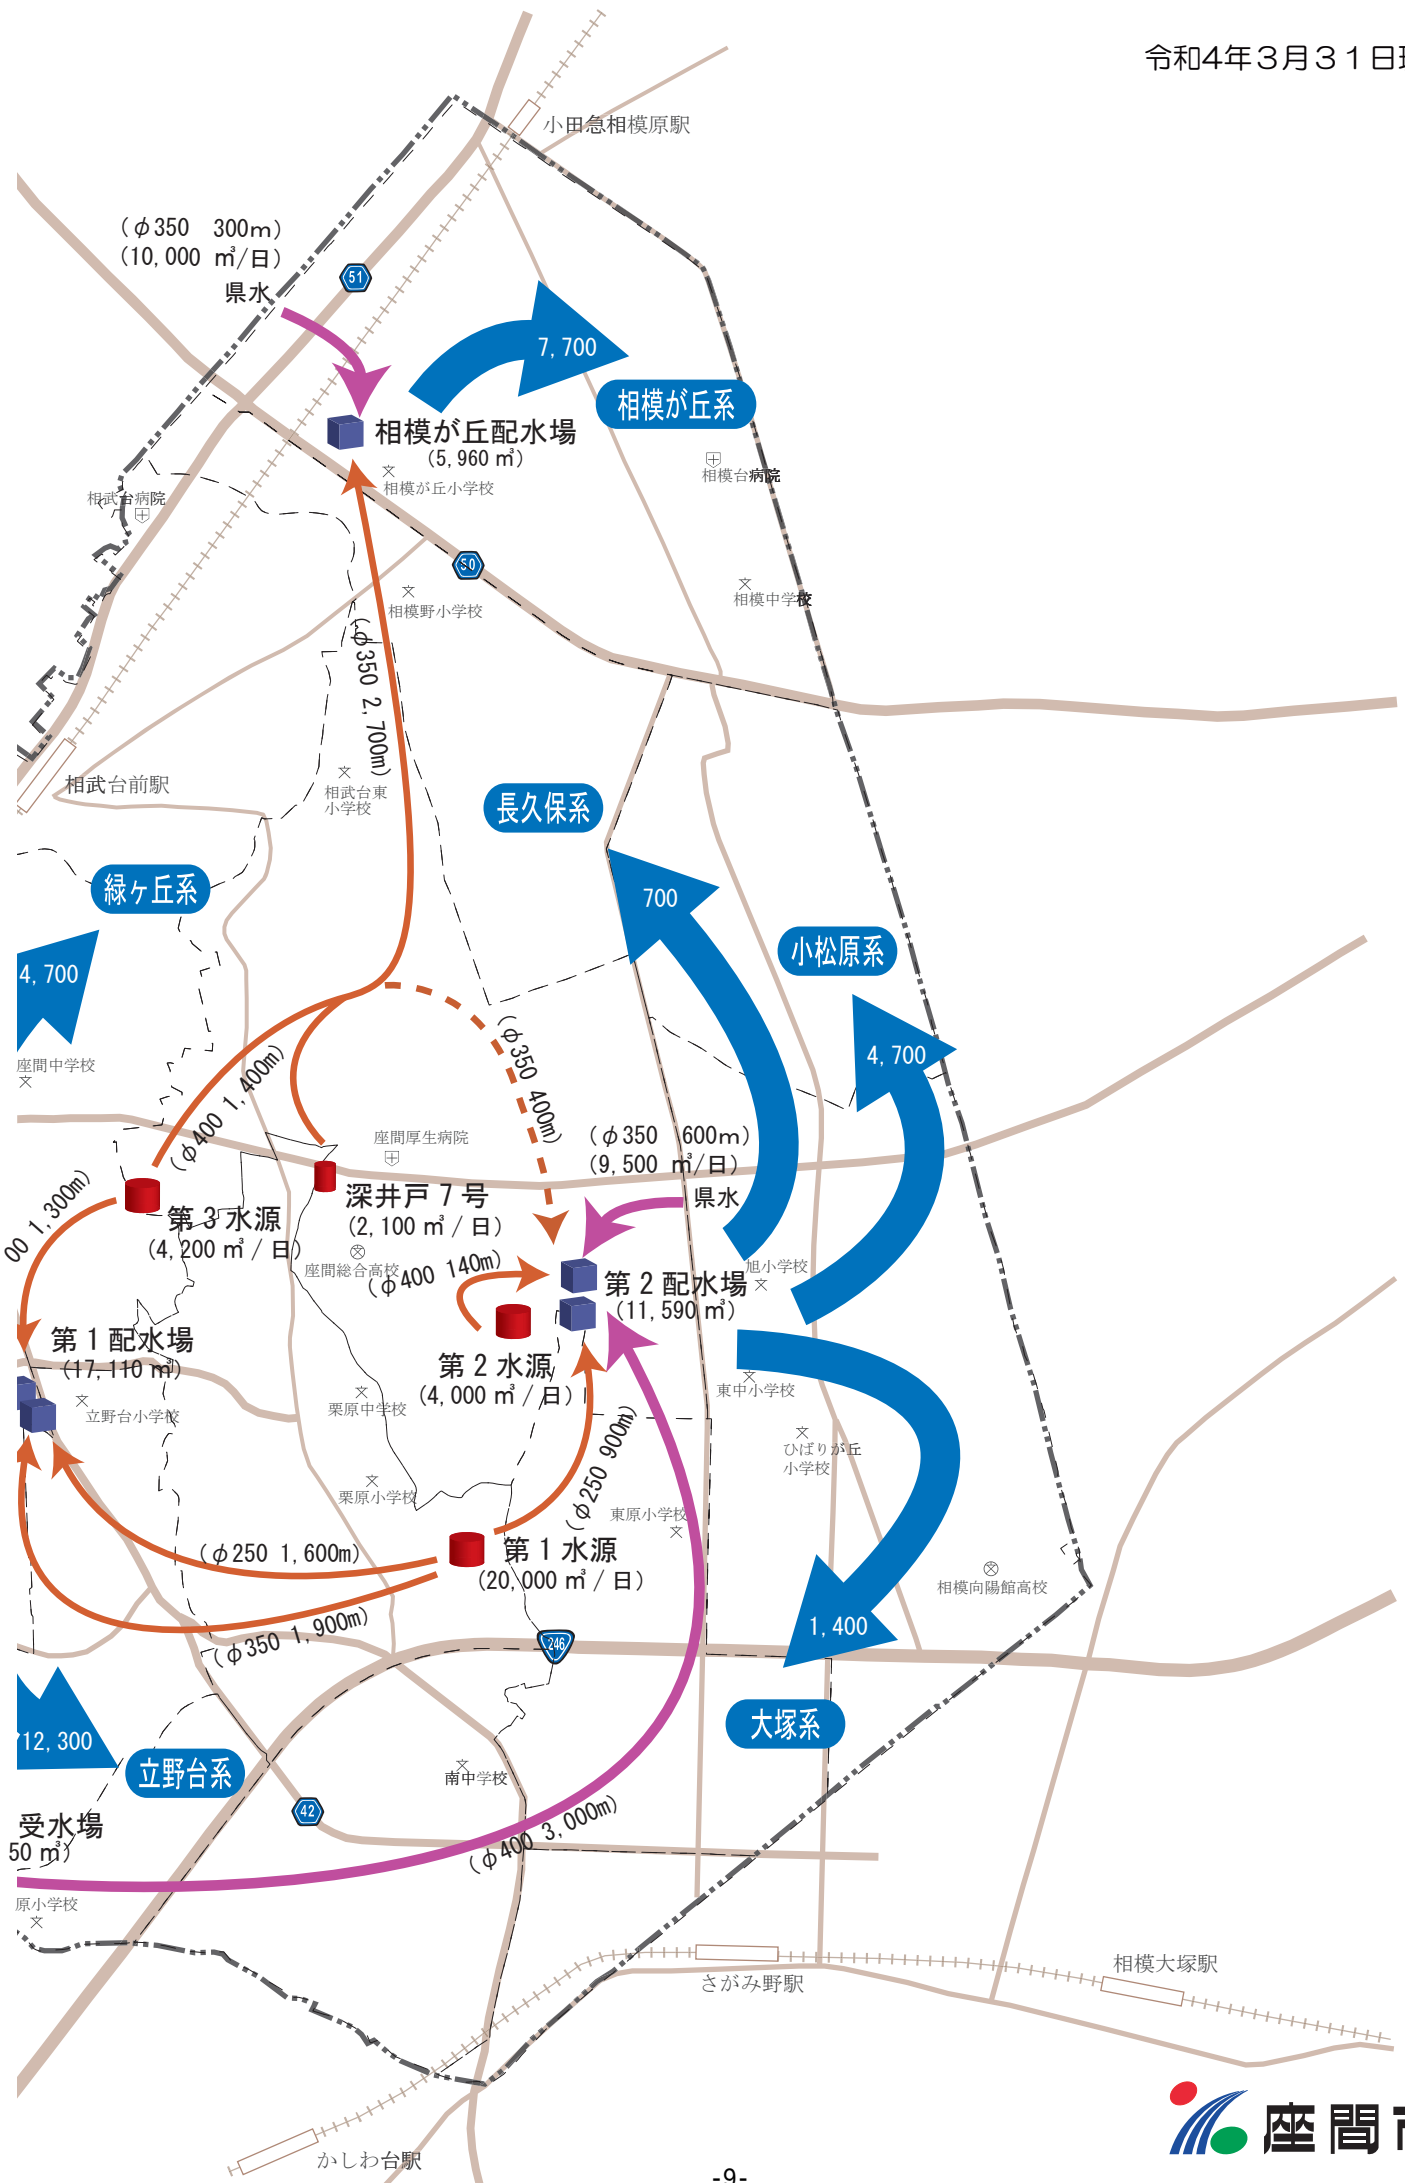 令和4年３月３１日
小田急相模原駅
（φ350　300m）
（10,000 ㎥/日）
県水
51
7,700
相模が丘系
相模が丘配水場
（5,960 ㎥）
相模が丘小学校
相模台病院
相武台病院
50
相模野小学校
相模中学校
（φ350 2,700m）
相武台前駅
相武台東
小学校
長久保系
緑ヶ丘系
700
小松原系
4,700
4,700
座間中学校
（φ350 400m）
（φ400 1,400m）
座間厚生病院
（φ350　600m）
（9,500 ㎥/日）
県水
深井戸７号
（2,100 ㎥ / 日）
第３水源
（4,200 ㎥ / 日）
00 1,300m）
座間総合高校
（φ400 140m）
旭小学校
第２配水場
（11,590 ㎥）
第１配水場
（17,110 ㎥）
第２水源
（4,000 ㎥ / 日）
東中小学校
立野台小学校
栗原中学校
ひばりが丘
小学校
（φ250 900m）
栗原小学校
東原小学校
第１水源
（20,000 ㎥ / 日）
（φ250 1,600m）
相模向陽館高校
（φ350 1,900m）
1,400
246
大塚系
12,300
立野台系
南中学校
42
受水場
50 ㎥）
（φ400 3,000m）
原小学校
さがみ野駅
相模大塚駅
かしわ台駅
座間
-9-